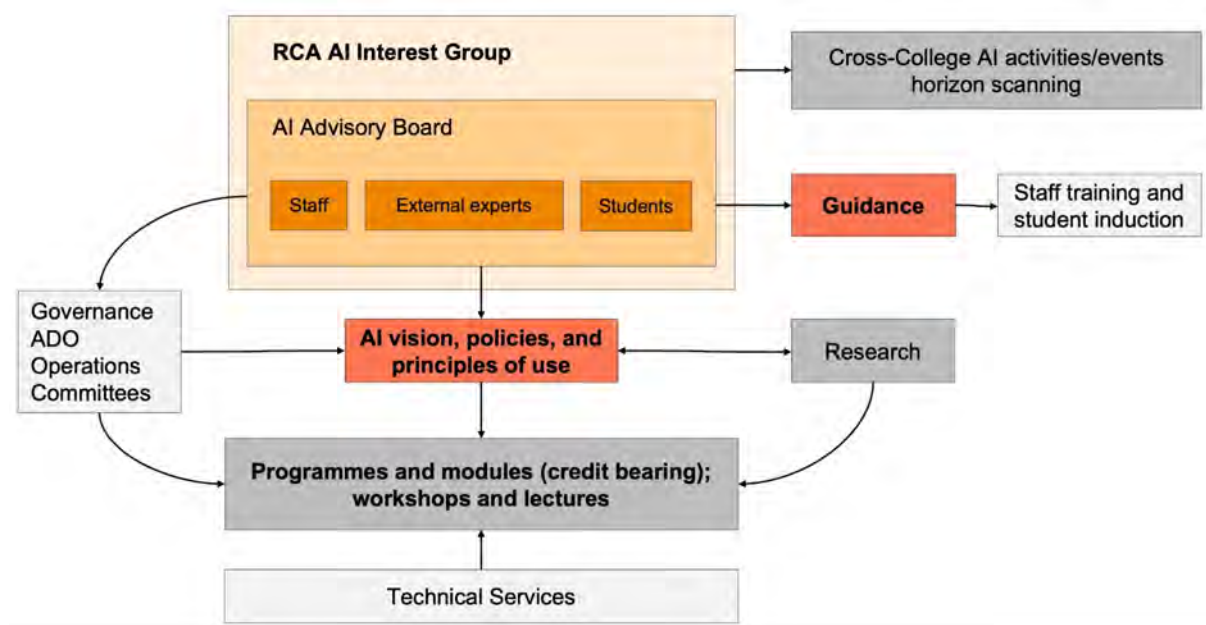 RCA AI Interest Group
Cross-College AI activities/events
horizon scanning
AI Advisory Board
Staff
External experts
Students
Guidance
Staff training and
student induction
Governance
ADO
Operations
Committees
AI vision, policies, and
principles of use
Research
Programmes and modules (credit bearing);
workshops and lectures
Technical Services